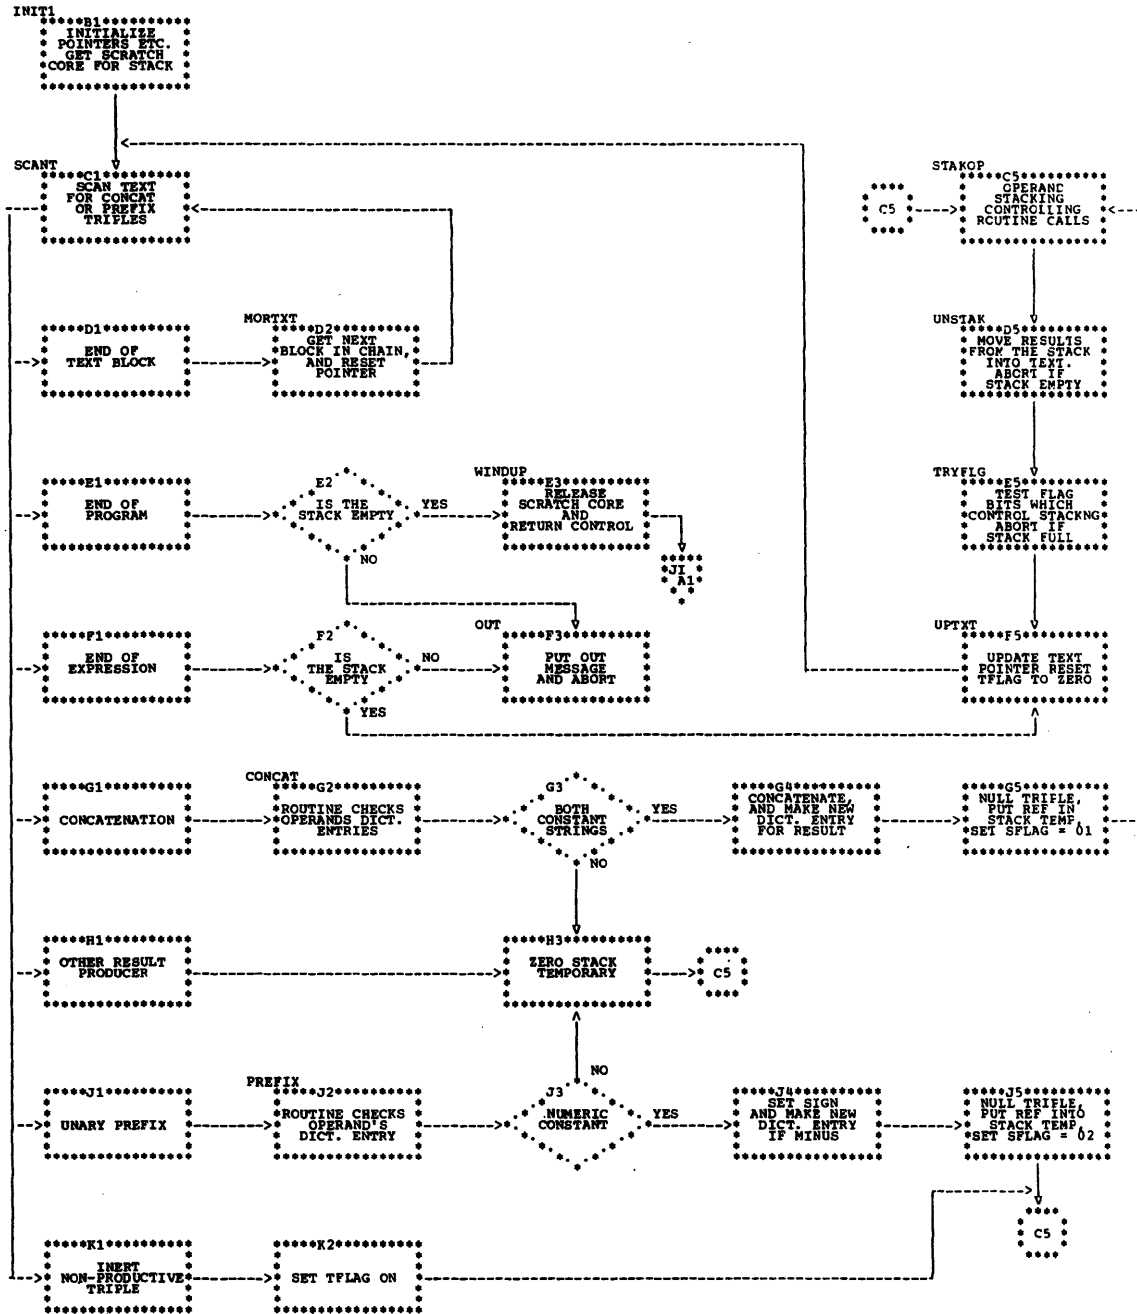 INIT1
B1
INITIALIZE
POINTERS ETC.
GET SCRATCH
CORE FOR STACK
SCANT
C1
SCAN TEXT
FOR CONCAT
OR PREFIX
TRIPLES
C5
STAKOP
C5
OPERAND
STACKING
CONTROLLING
ROUTINE CALLS
D1
END OF
TEXT BLOCK
MORTXT
D2
GET NEXT
BLOCK IN CHAIN,
AND RESET
POINTER
UNSTAK
D5
MOVE RESULTS
FROM THE STACK
INTO TEXT.
ABORT IF
STACK EMPTY
E1
END OF
PROGRAM
E2
IS THE
STACK EMPTY
YES
NO
WINDUP
E3
RELEASE
SCRATCH CORE
AND
RETURN CONTROL
JI
A1
TRYFLG
E5
TEST FLAG
BITS WHICH
CONTROL STACKNG
ABORT IF
STACK FULL
F1
END OF
EXPRESSION
F2
IS
THE STACK
EMPTY
NO
YES
OUT
F3
PUT OUT
MESSAGE
AND ABORT
UPTXT
F5
UPDATE TEXT
POINTER RESET
TFLAG TO ZERO
G1
CONCATENATION
CONCAT
G2
ROUTINE CHECKS
OPERANDS DICT.
ENTRIES
G3
BOTH
CONSTANT
STRINGS
YES
NO
G4
CONCATENATE,
AND MAKE NEW
DICT. ENTRY
FOR RESULT
G5
NULL TRIPLE,
PUT REF IN
STACK TEMP,
SET SFLAG = 01
H1
OTHER RESULT
PRODUCER
H3
ZERO STACK
TEMPORARY
C5
J1
UNARY PREFIX
PREFIX
J2
ROUTINE CHECKS
OPERAND'S
DICT. ENTRY
NO
J3
NUMERIC
CONSTANT
YES
J4
SET SIGN
AND MAKE NEW
DICT. ENTRY
IF MINUS
J5
NULL TRIPLE,
PUT REF INTO
STACK TEMP,
SET SFLAG = 02
C5
K1
INERT
NON-PRODUCTIVE
TRIPLE
K2
SET TFLAG ON